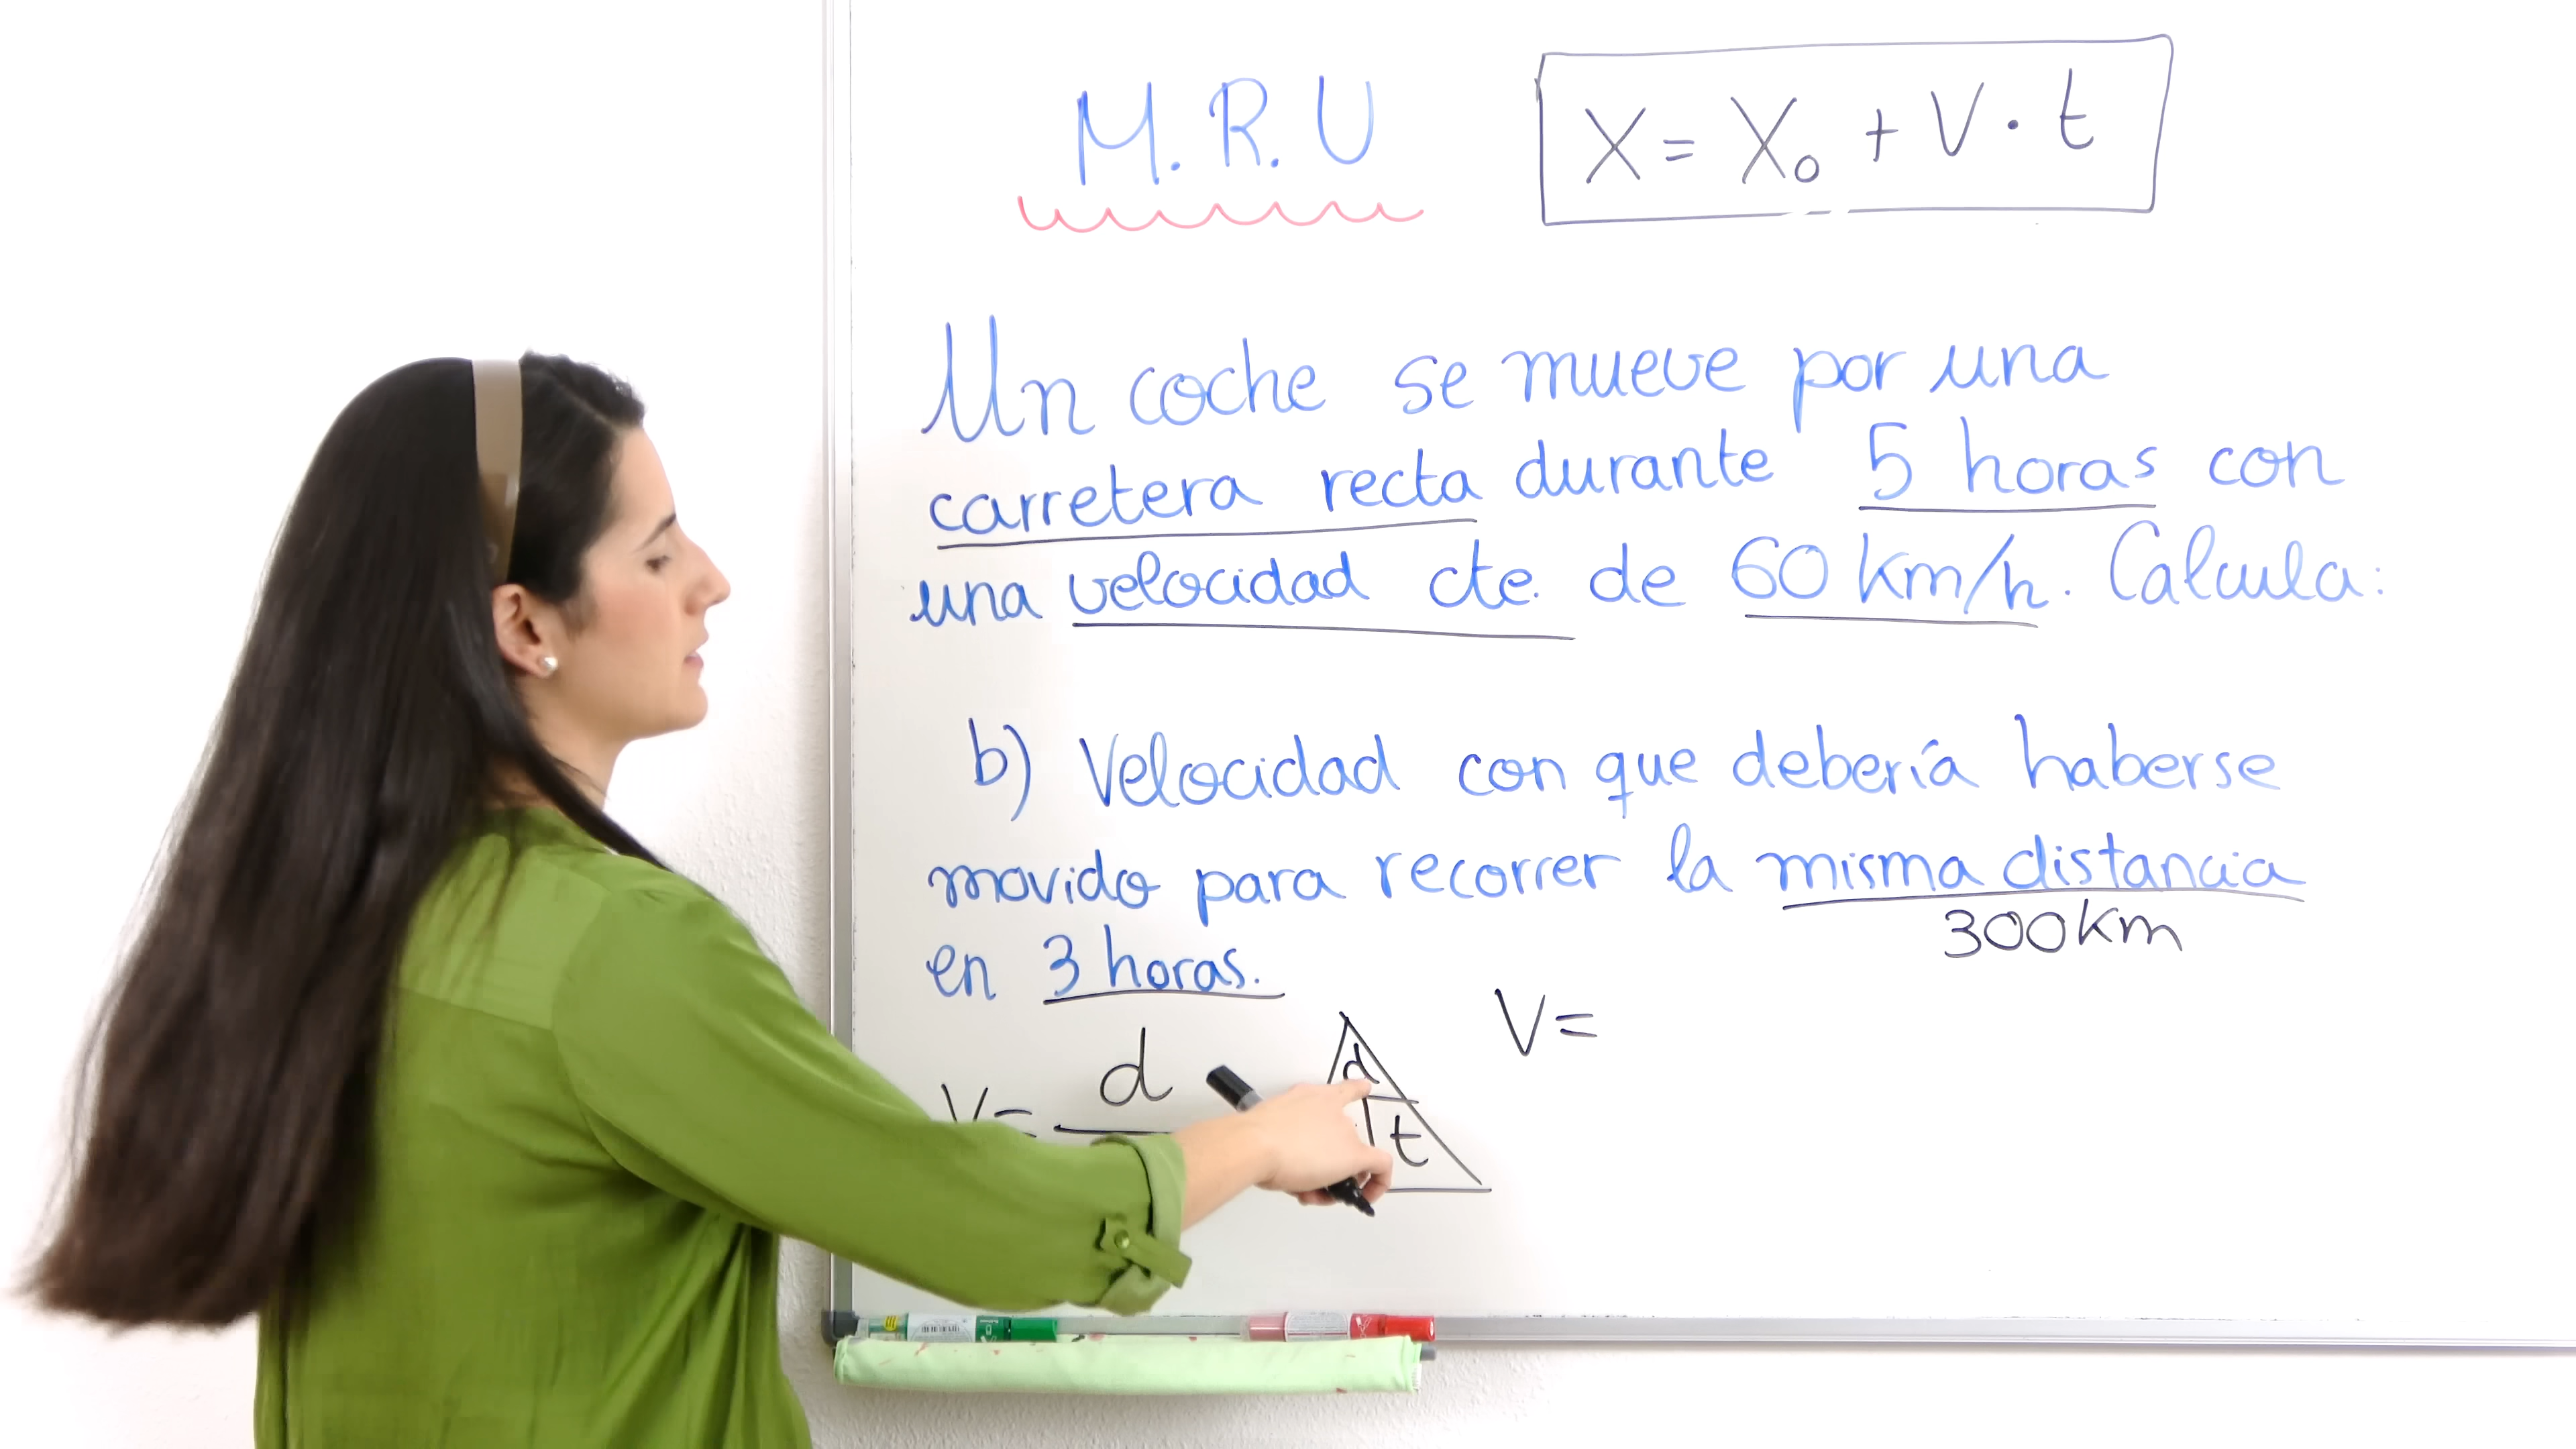 M.R.U
X = X₀ + V · t
Un coche se mueve por una
carretera recta durante 5 horas con
una velocidad cte. de 60 km/h. Calcula:
b) Velocidad con que debería haberse
movido para recorrer la misma distancia
300km
en 3 horas.
V=
d
V=
d
t